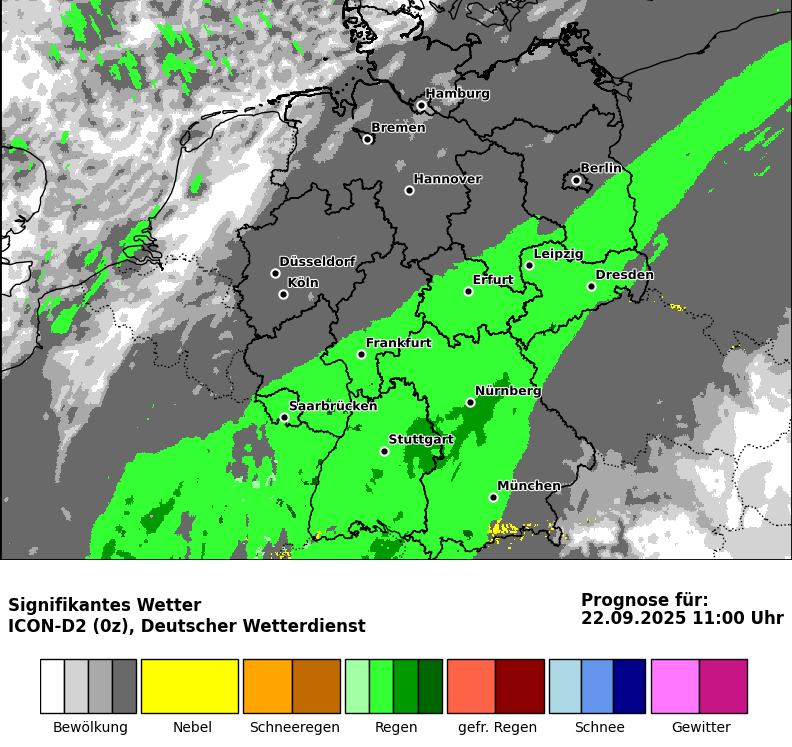 Hamburg
Bremen
Berlin
Hannover
Leipzig
Düsseldorf
Dresden
Erfurt
Köln
Frankfurt
Nürnberg
Saarbrücken
Stuttgart
München
Signifikantes Wetter
ICON-D2 (0z), Deutscher Wetterdienst
Prognose für:
22.09.2025 11:00 Uhr
Bewölkung Nebel Schneeregen Regen gefr. Regen Schnee Gewitter